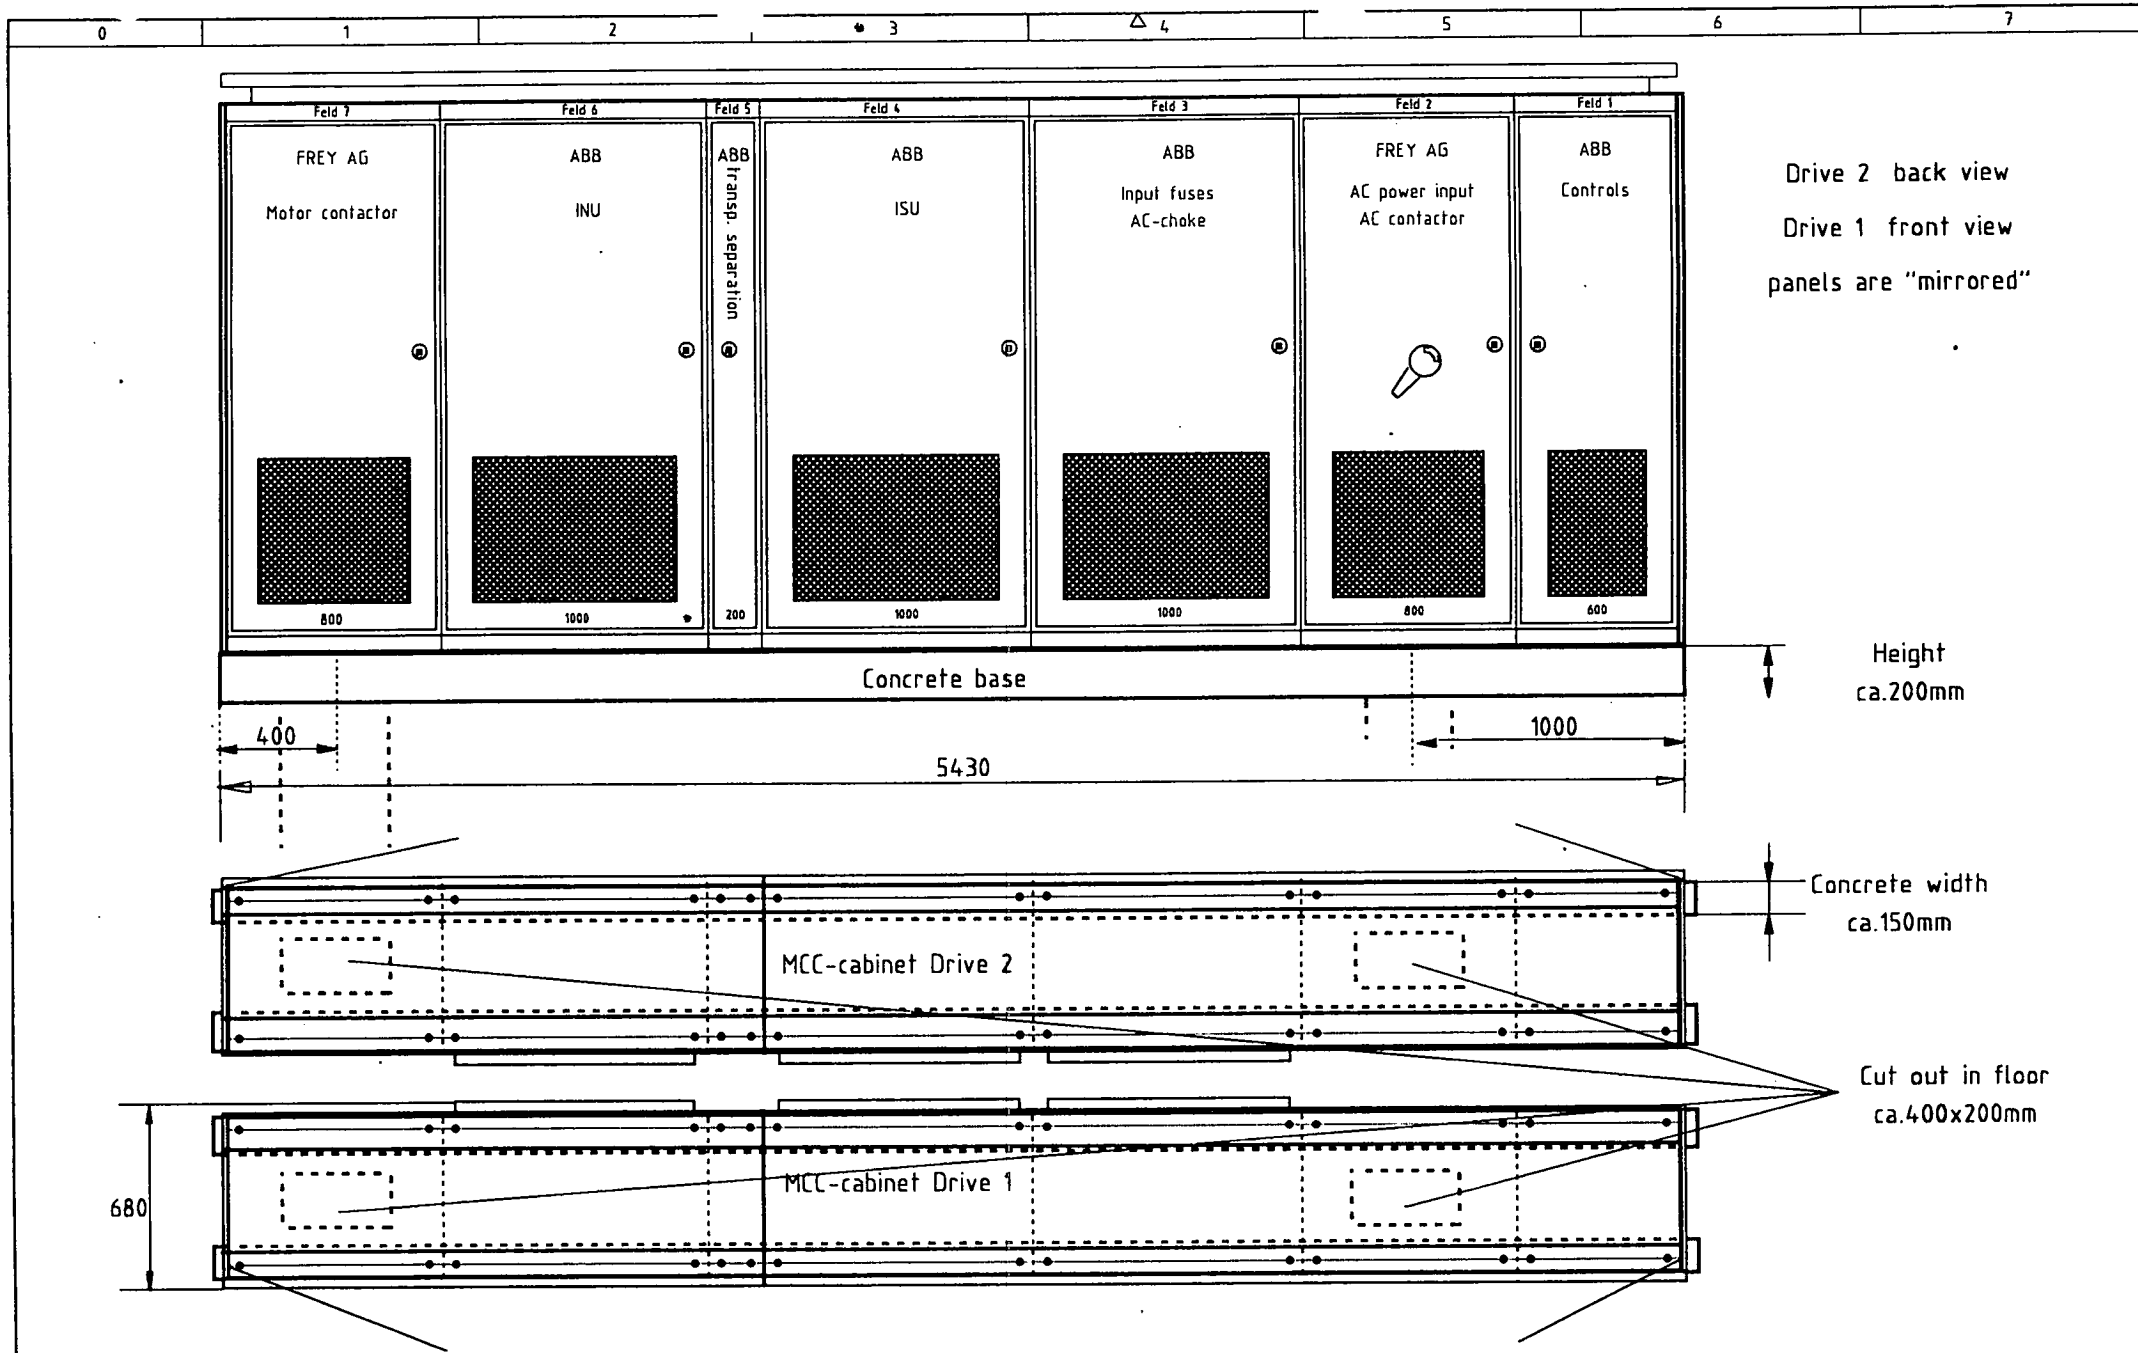 0 1 2 3 4 5 6 7
Feld 7 Feld 6 Feld 5 Feld 4 Feld 3 Feld 2 Feld 1
FREY AG
Motor contactor
ABB
INU
ABB
transp. separation
ABB
ISU
ABB
Input fuses
AC-choke
FREY AG
AC power input
AC contactor
ABB
Controls
800 1000 200 1000 1000 800 600
Drive 2 back view
Drive 1 front view
panels are "mirrored"
Concrete base
Height
ca.200mm
400
1000
5430
Concrete width
ca.150mm
MCC-cabinet Drive 2
Cut out in floor
ca.400x200mm
MCC-cabinet Drive 1
680